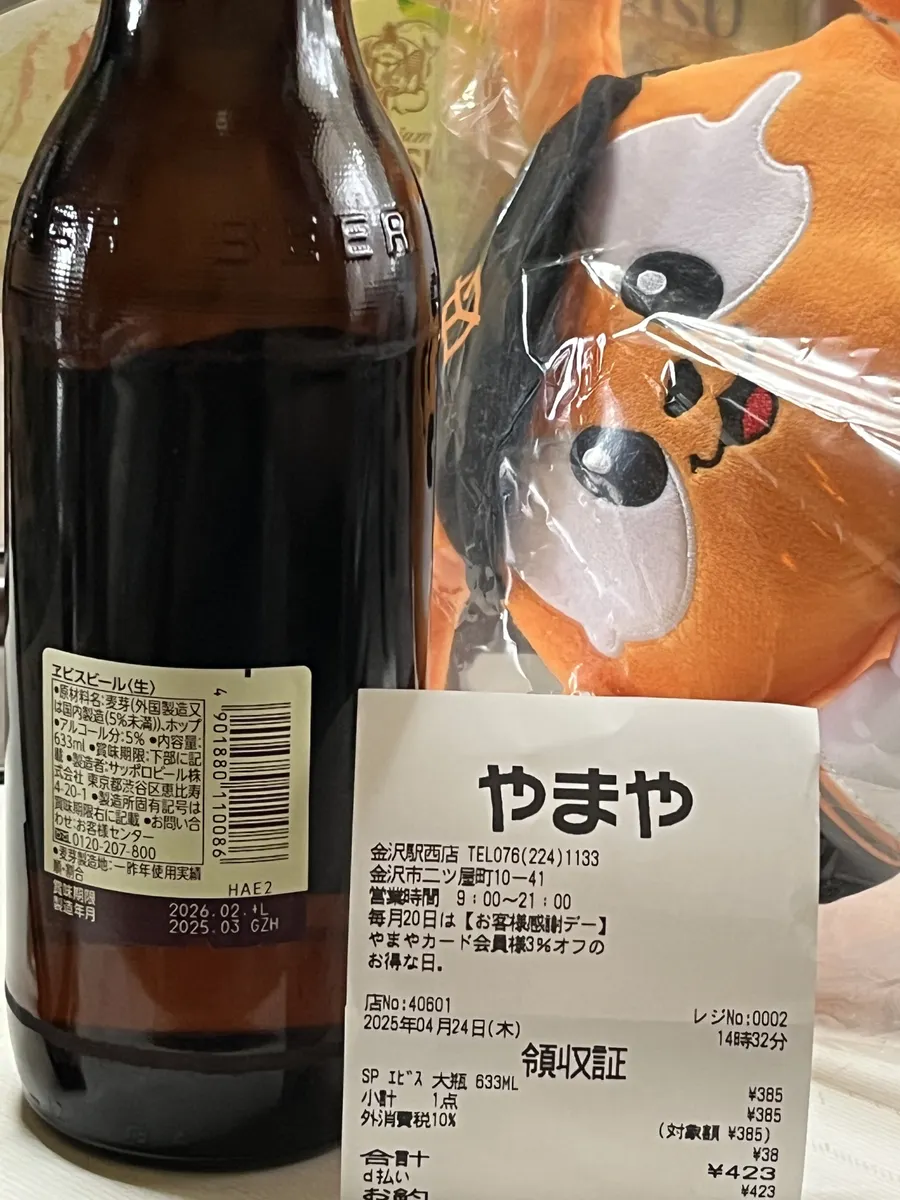 BEER
ヱビスビール〈生〉
●原材料名:麦芽(外国製造又
は国内製造(5%未満))、ホップ
●アルコール分:5% ●内容量:
633ml ●賞味期限:下部に記
載 ●製造者:サッポロビール株
式会社 東京都渋谷区恵比寿
4-20-1 ●製造所固有記号は
賞味期限右に記載 ●お問い合
わせ:お客様センター
0120-207-800
●麦芽製造地:一昨年使用実績
順・割合
4 901880 110086
HAE2
賞味期限
製造年月
2026.02.+L
2025.03 GZH
やまや
金沢駅西店 TEL076(224)1133
金沢市二ツ屋町10-41
営業時間 9:00~21:00
毎月20日は【お客様感謝デー】
やまやカード会員様3%オフの
お得な日。
店No:40601
レジNo:0002
2025年04月24日(木)
14時32分
領収証
SP ヱビス 大瓶 633ML ¥385
小計 1点 ¥385
外消費税10% (対象額 ¥385)
¥38
合計 ¥423
d払い ¥423
お釣